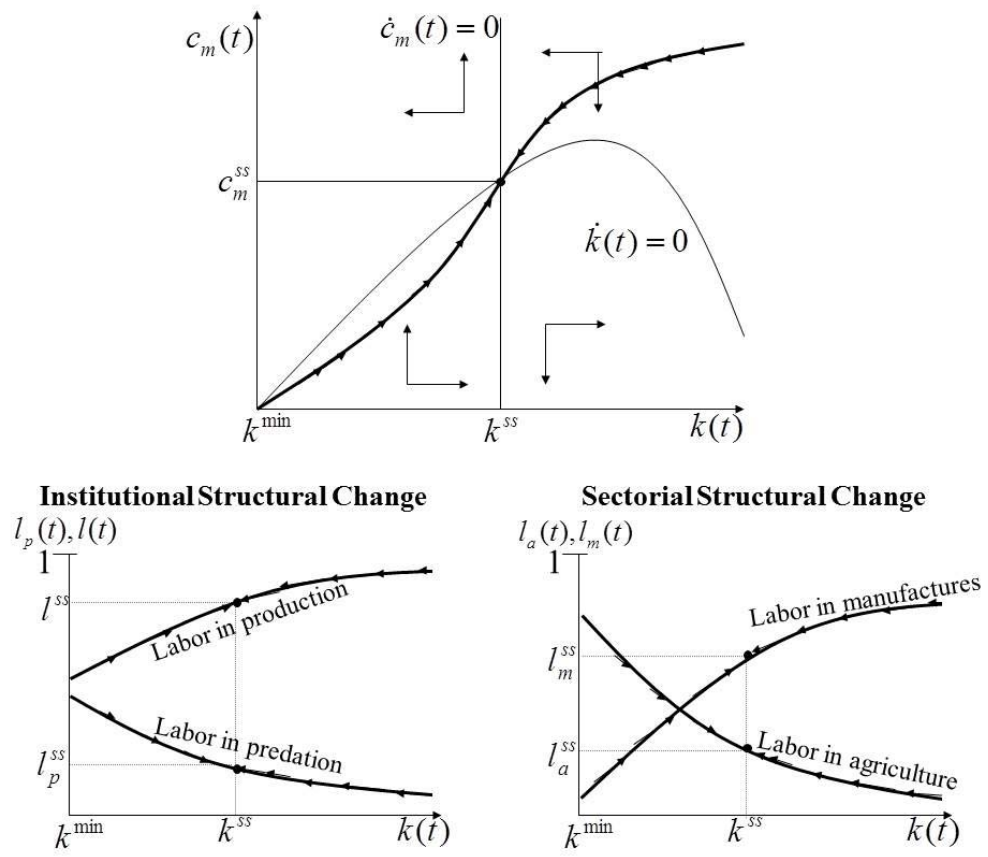 c_m(t)
ċ_m(t) = 0
c_m^ss
k̇(t) = 0
k^min
k^ss
k(t)
Institutional Structural Change
l_p(t), l(t)
1
l^ss
Labor in production
Labor in predation
l_p^ss
k^min
k^ss
k(t)
Sectorial Structural Change
l_a(t), l_m(t)
1
Labor in manufactures
l_m^ss
l_a^ss
Labor in agriculture
k^min
k^ss
k(t)